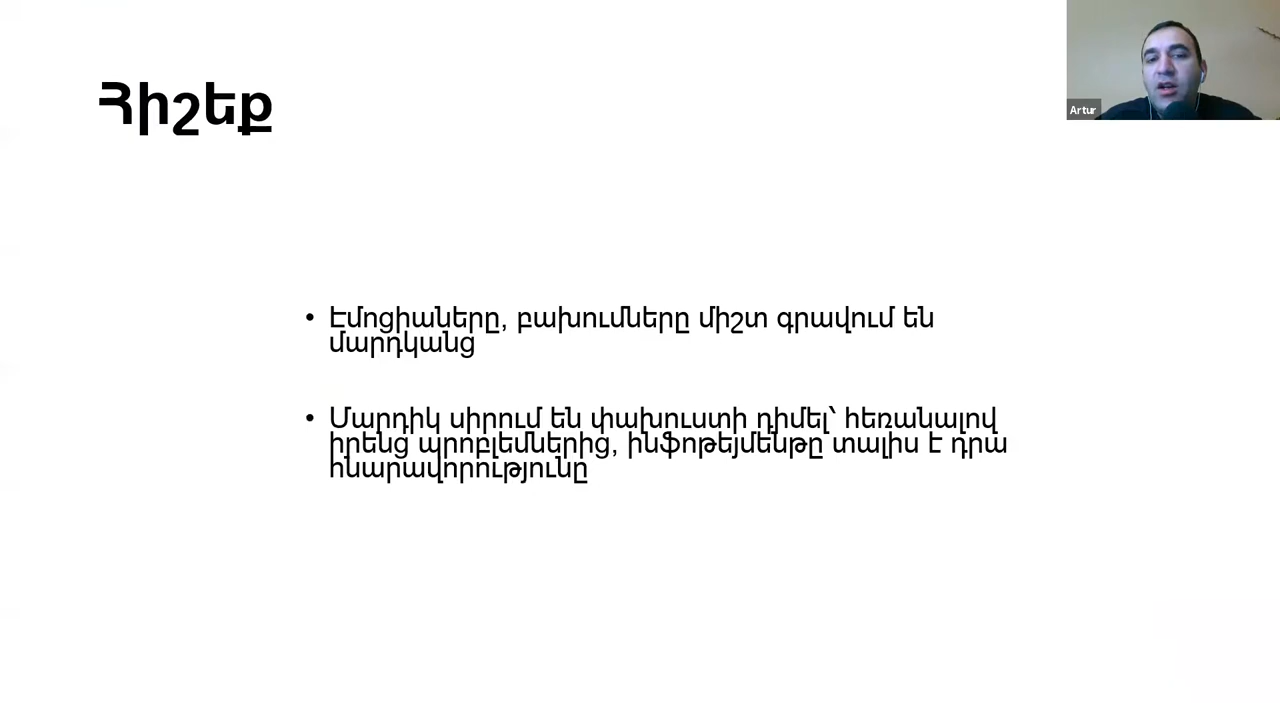 Հիշեք
Artur
• Էմոցիաները, բախումները միշտ գրավում են
մարդկանց
• Մարդիկ սիրում են փախուստի դիմել՝ հեռանալով
իրենց պրոբլեմներից, ինֆոթեյմենթը տալիս է դրա
հնարավորությունը